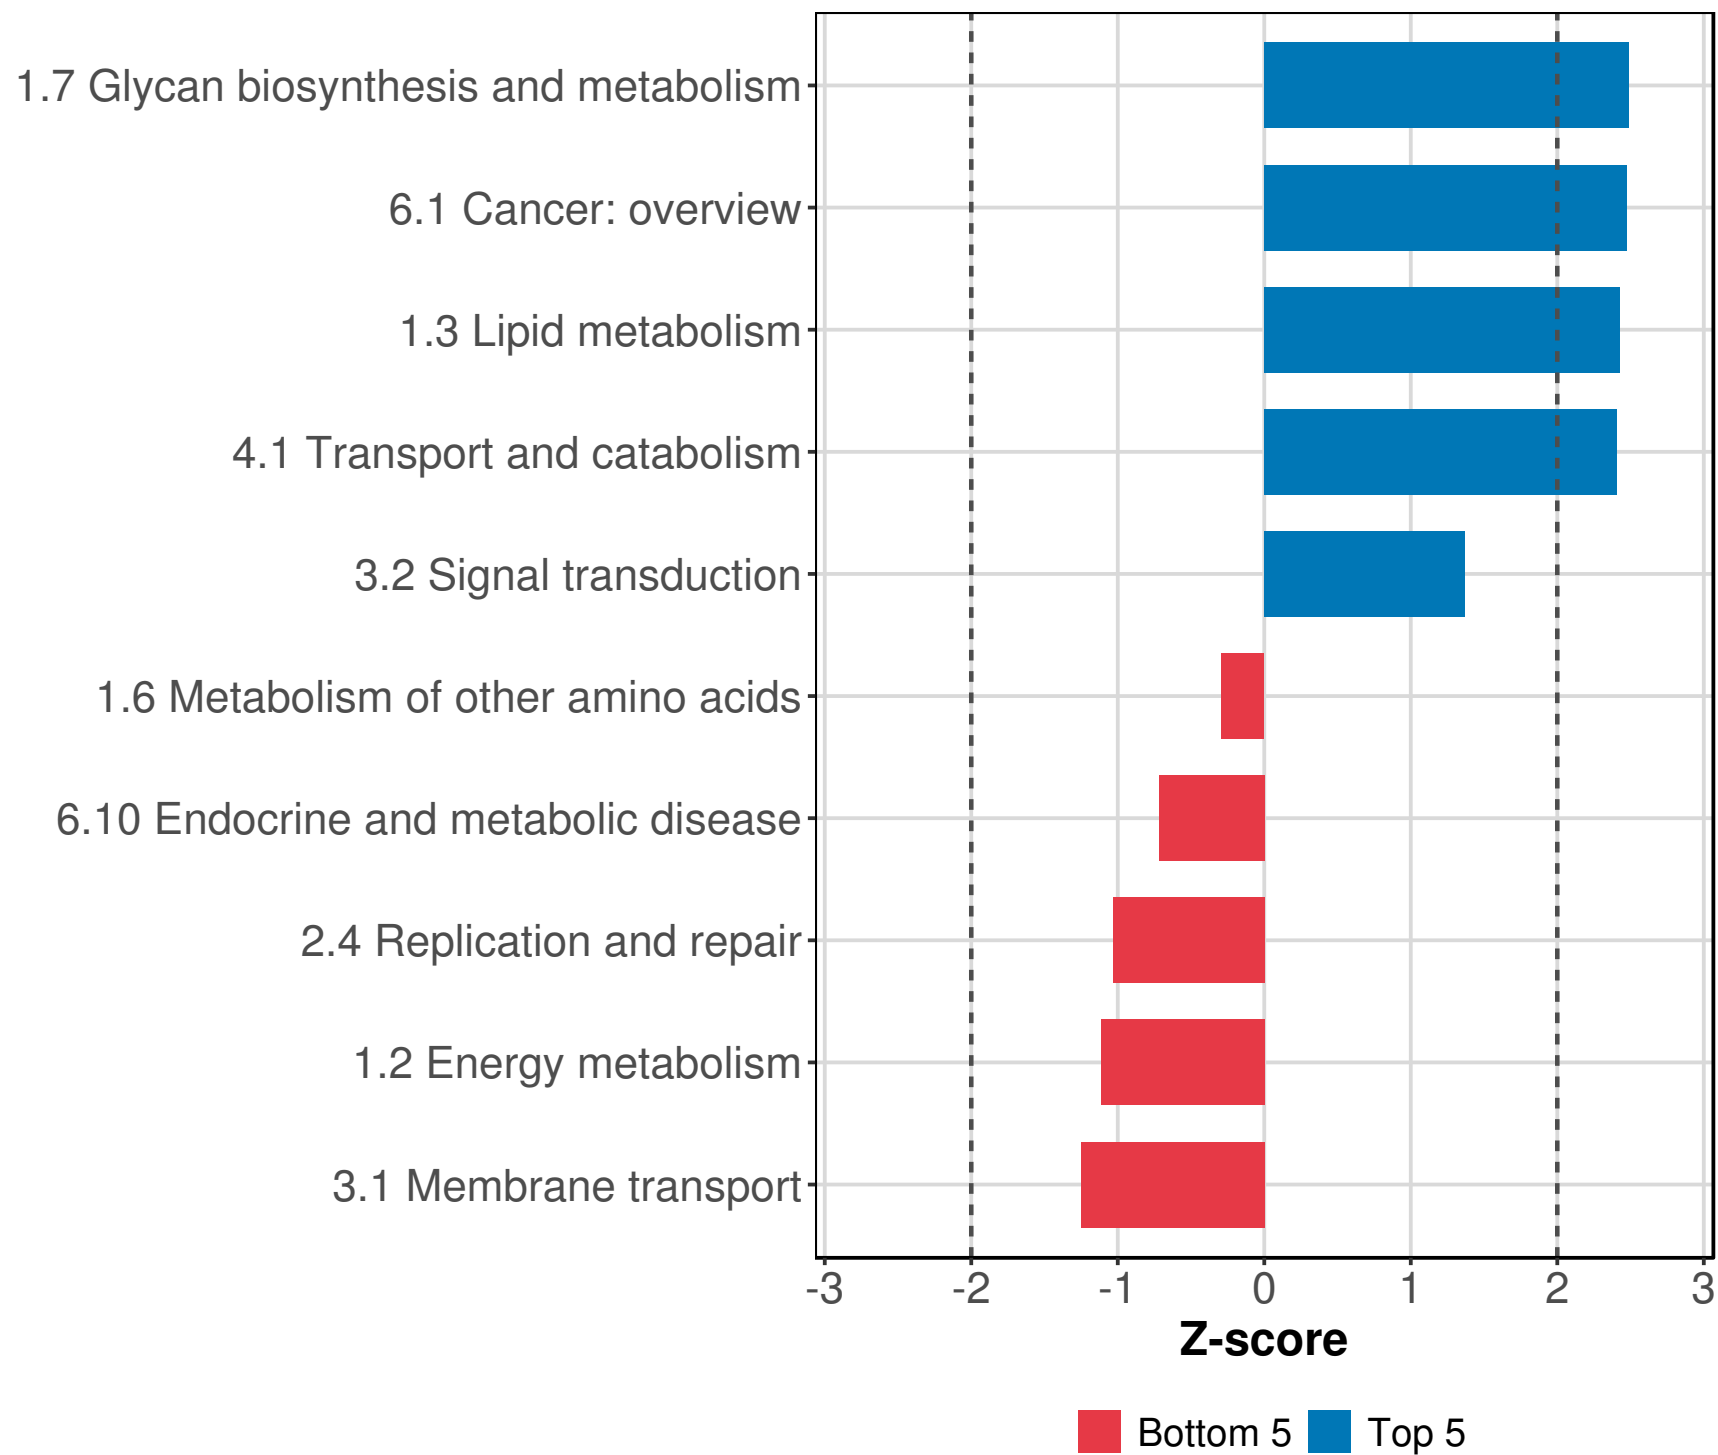 1.7 Glycan biosynthesis and metabolism
6.1 Cancer: overview
1.3 Lipid metabolism
4.1 Transport and catabolism
3.2 Signal transduction
1.6 Metabolism of other amino acids
6.10 Endocrine and metabolic disease
2.4 Replication and repair
1.2 Energy metabolism
3.1 Membrane transport
-3 -2 -1 0 1 2 3
Z-score
Bottom 5 Top 5